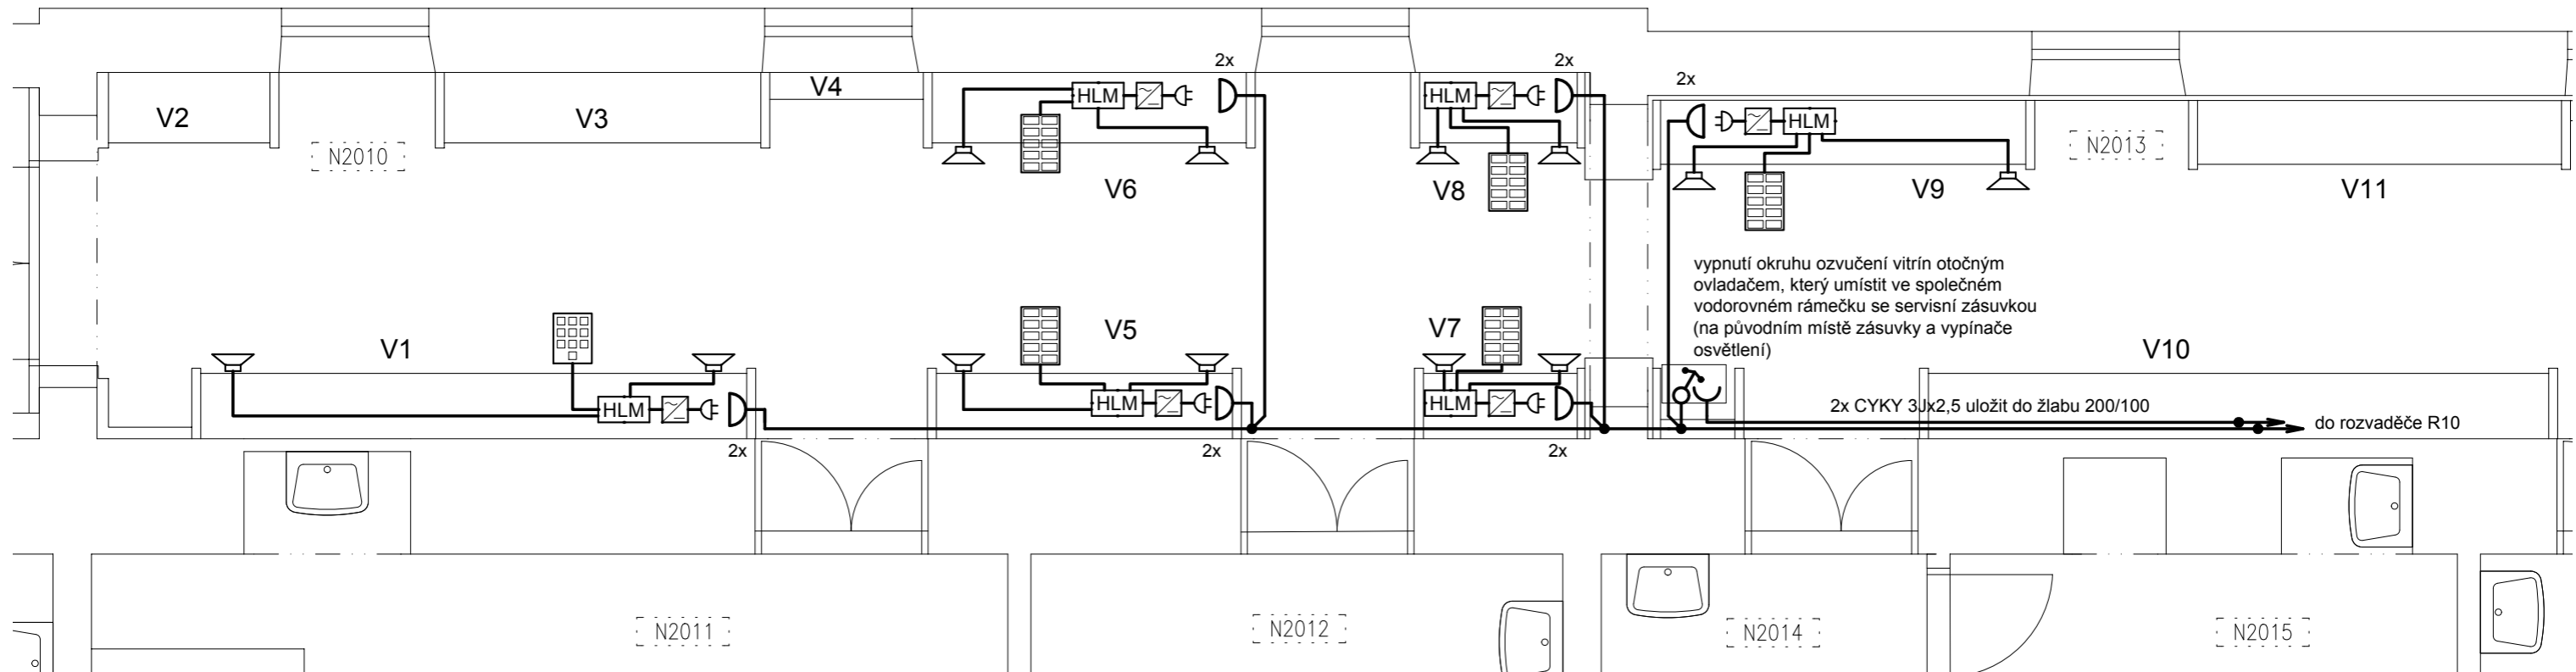 2x
2x
2x
V2
V3
V4
HLM
HLM
HLM
N2010
N2013
V6
V8
V9
V11
vypnutí okruhu ozvučení vitrín otočným
ovladačem, který umístit ve společném
vodorovném rámečku se servisní zásuvkou
(na původním místě zásuvky a vypínače
osvětlení)
V1
V5
V7
V10
HLM
HLM
HLM
2x CYKY 3Jx2,5 uložit do žlabu 200/100
do rozvaděče R10
2x
2x
2x
N2011
N2012
N2014
N2015